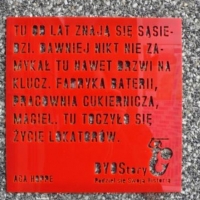 TU OD LAT ZNAJĄ SIĘ SĄSIE-
DZI. DAWNIEJ NIKT NIE ZA-
MYKAŁ TU NAWET DRZWI NA
KLUCZ. FABRYKA BATERII,
PRACOWNIA CUKIERNICZA,
MAGIEL. TU TOCZYŁO SIĘ
ŻYCIE LOKATORÓW.
BYDStary